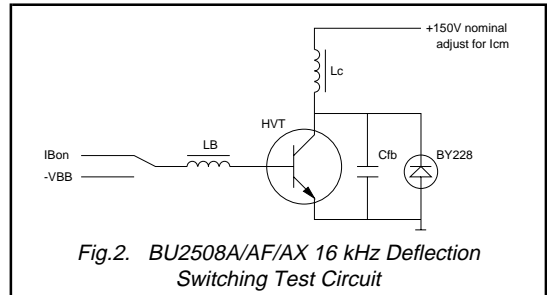 +150V nominal
adjust for Icm
Lc
HVT
LB
IBon
-VBB
Cfb
BY228
Fig.2. BU2508A/AF/AX 16 kHz Deflection
Switching Test Circuit